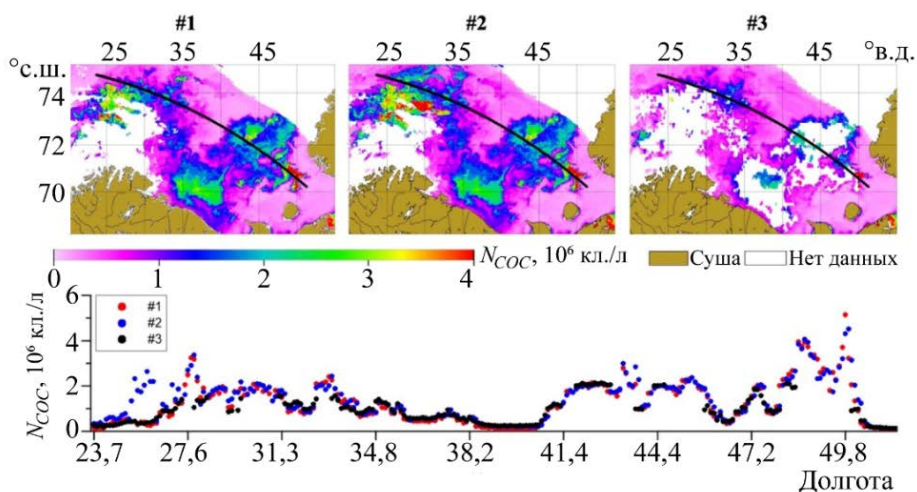 #1 #2 #3
25 35 45 25 35 45 25 35 45 °в.д.
°с.ш.
74
72
70
0 1 2 3 4 N_COC, 10⁶ кл./л Суша Нет данных
N_COC, 10⁶ кл./л
6
4
2
0
#1
#2
#3
23,7 27,6 31,3 34,8 38,2 41,4 44,4 47,2 49,8
Долгота